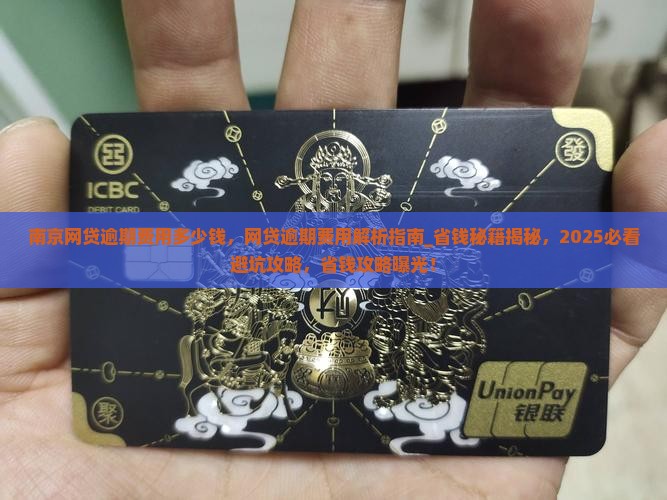 發
ICBC
DEBIT CARD
南京网贷逾期费用多少钱，网贷逾期费用解析指南_省钱秘籍揭秘，2025必看
避坑攻略，省钱攻略曝光！
财
UnionPay
银联
聚